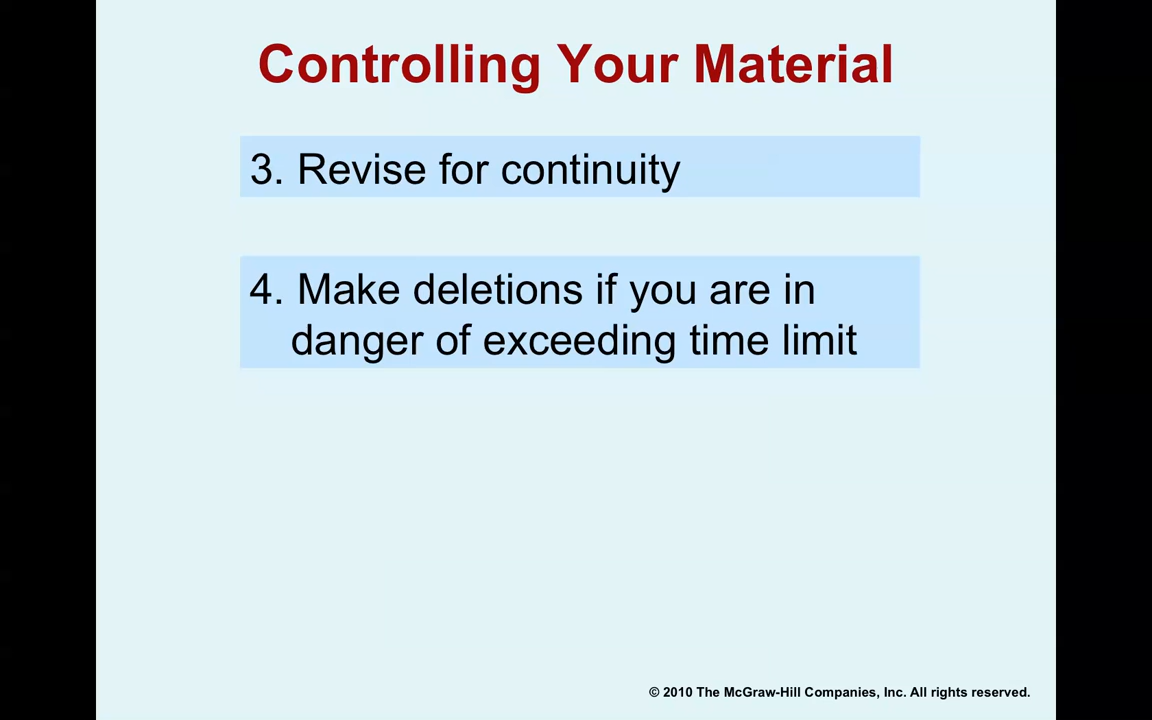 Controlling Your Material
3. Revise for continuity
4. Make deletions if you are in
danger of exceeding time limit
© 2010 The McGraw-Hill Companies, Inc. All rights reserved.